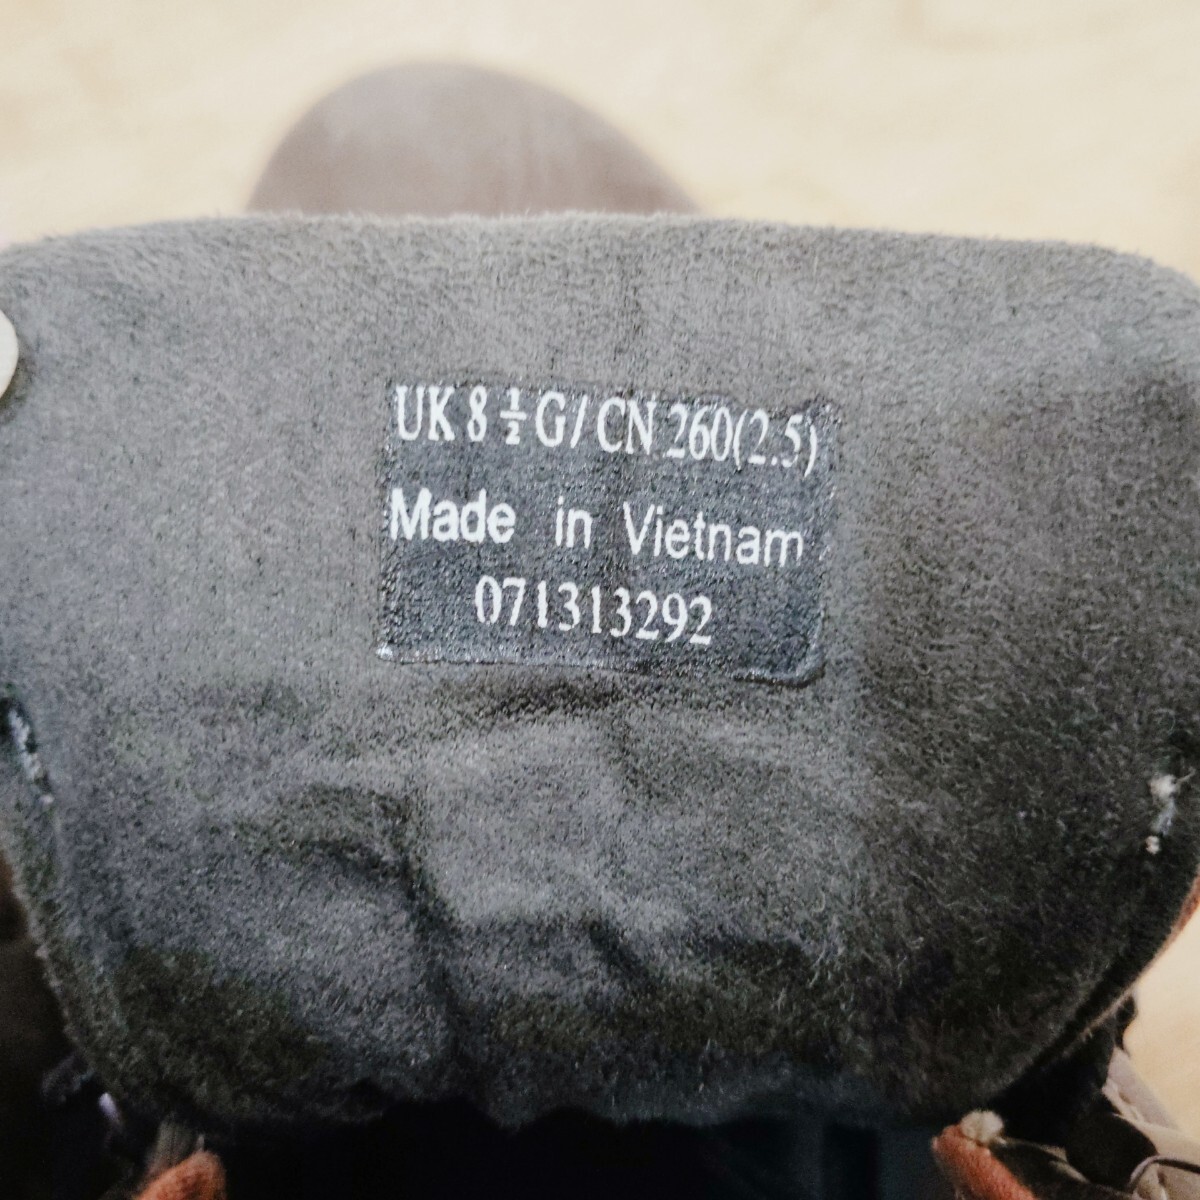 UK 8 ½ G/ CN 260(2.5)
Made in Vietnam
071313292